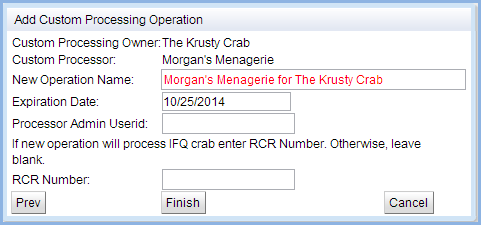 Add Custom Processing Operation
Custom Processing Owner:The Krusty Crab
Custom Processor: Morgan's Menagerie
New Operation Name: Morgan's Menagerie for The Krusty Crab
Expiration Date: 10/25/2014
Processor Admin Userid:
If new operation will process IFQ crab enter RCR Number. Otherwise, leave
blank.
RCR Number:
Prev Finish Cancel